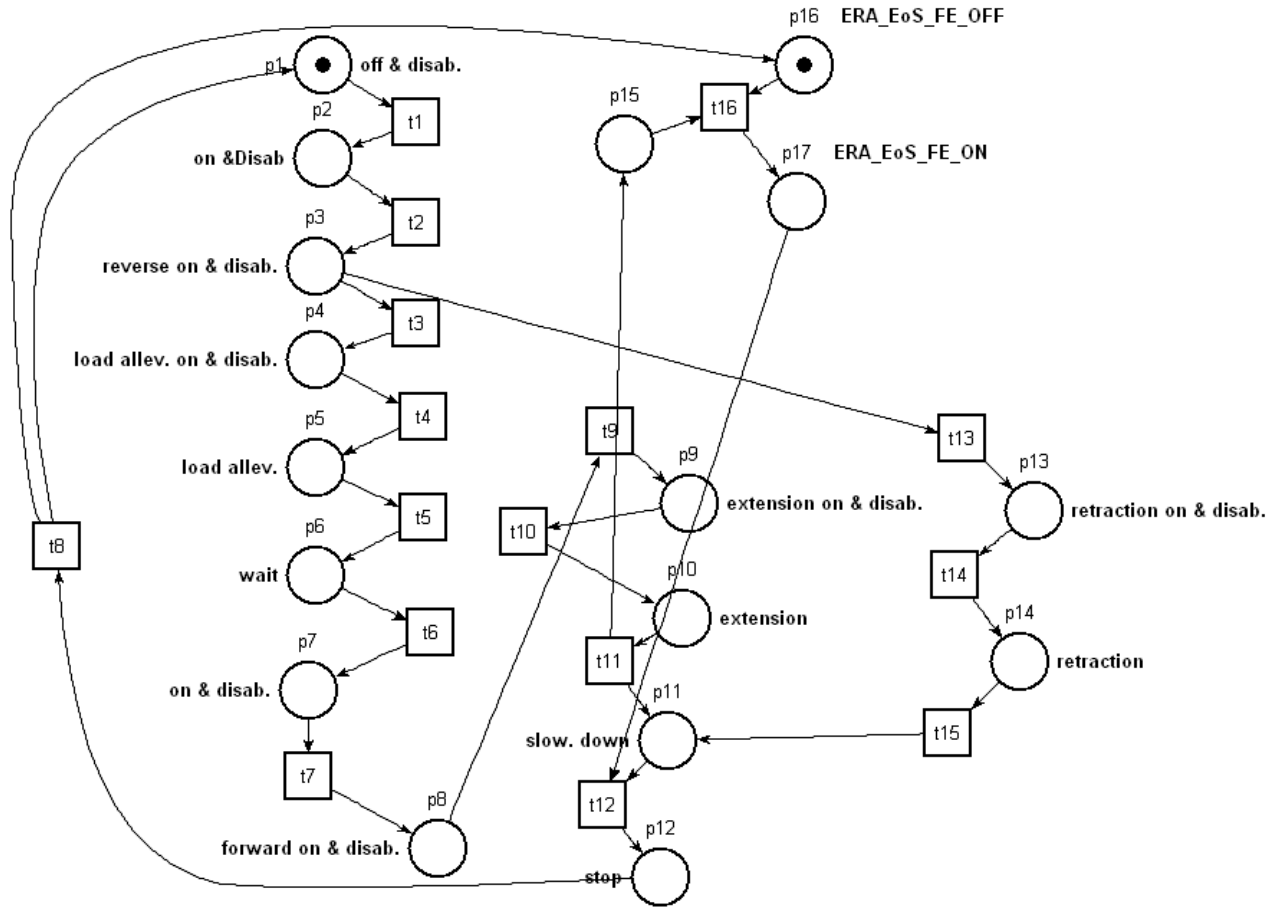 p16 ERA_EoS_FE_OFF
p1 off & disab.
p15
t16
p2
t1
on &Disab
p17 ERA_EoS_FE_ON
t2
p3
reverse on & disab.
p4
t3
load allev. on & disab.
p5
t4
t9
t13
load allev.
p9
p13
extension on & disab.
retraction on & disab.
p6
t5
t10
t8
wait
p10
t14
p14
extension
t6
p7
t11
retraction
on & disab.
p11
slow. down
t15
t7
p8
t12
p12
forward on & disab.
stop